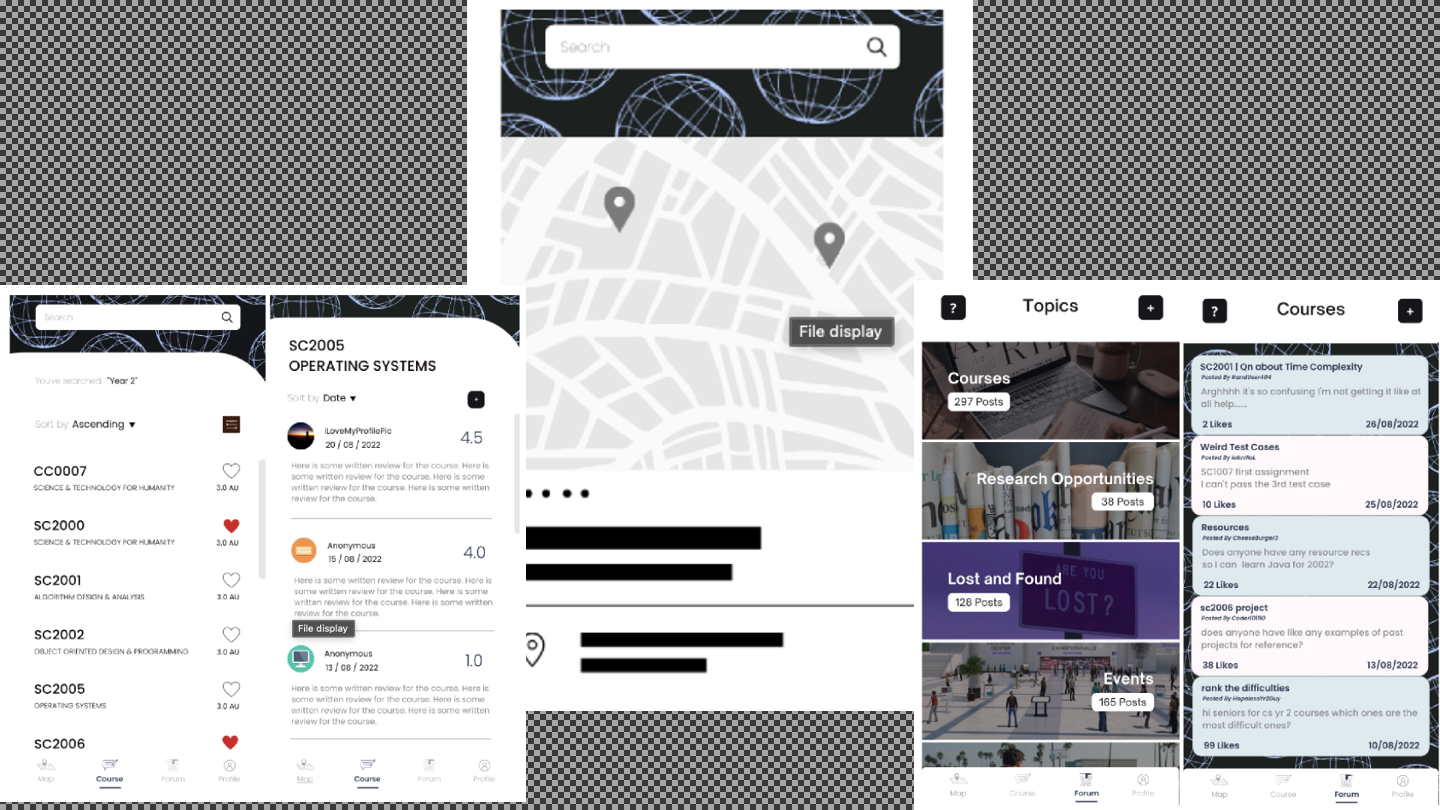 Search
File display
Search
You've searched "Year 2"
Sort by Ascending ▼
CC0007
SCIENCE & TECHNOLOGY FOR HUMANITY
3.0 AU
SC2000
SCIENCE & TECHNOLOGY FOR HUMANITY
3.0 AU
SC2001
ALGORITHM DESIGN & ANALYSIS
3.0 AU
SC2002
OBJECT ORIENTED DESIGN & PROGRAMMING
3.0 AU
SC2005
OPERATING SYSTEMS
3.0 AU
SC2006
Map
Course
Forum
Profile
SC2005
OPERATING SYSTEMS
Sort by Date ▼
+
iLoveMyProfilePic
20 / 08 / 2022
4.5
Here is some written review for the course. Here is
some written review for the course. Here is some
written review for the course. Here is some written
review for the course.
Anonymous
15 / 08 / 2022
4.0
Here is some written review for the course. Here is
some written review for the course. Here is some
written review for the course. Here is some written
review for the course.
File display
Anonymous
13 / 08 / 2022
1.0
Here is some written review for the course. Here is
some written review for the course. Here is some
written review for the course. Here is some written
review for the course.
Map
Course
Forum
Profile
?
Topics
+
Courses
297 Posts
Research Opportunities
38 Posts
Lost and Found
128 Posts
ARE YOU
LOST?
Events
165 Posts
Map
Course
Forum
Profile
?
Courses
+
SC2001 | Qn about Time Complexity
Posted By RandUser404
Arghhhh it's so confusing i'm not getting it like at
all help......
2 Likes
26/08/2022
Weird Test Cases
Posted By
SC1007 first assignment
I can't pass the 3rd test case
10 Likes
25/08/2022
Resources
Posted By CheeseBurger3
Does anyone have any resource recs
so I can learn Java for 2002?
22 Likes
22/08/2022
sc2006 project
Posted By
does anyone have like any examples of past
projects for reference?
38 Likes
13/08/2022
rank the difficulties
Posted By HopelessYr2Guy
hi seniors for cs yr 2 courses which ones are the
most difficult ones?
99 Likes
10/08/2022
Map
Course
Forum
Profile